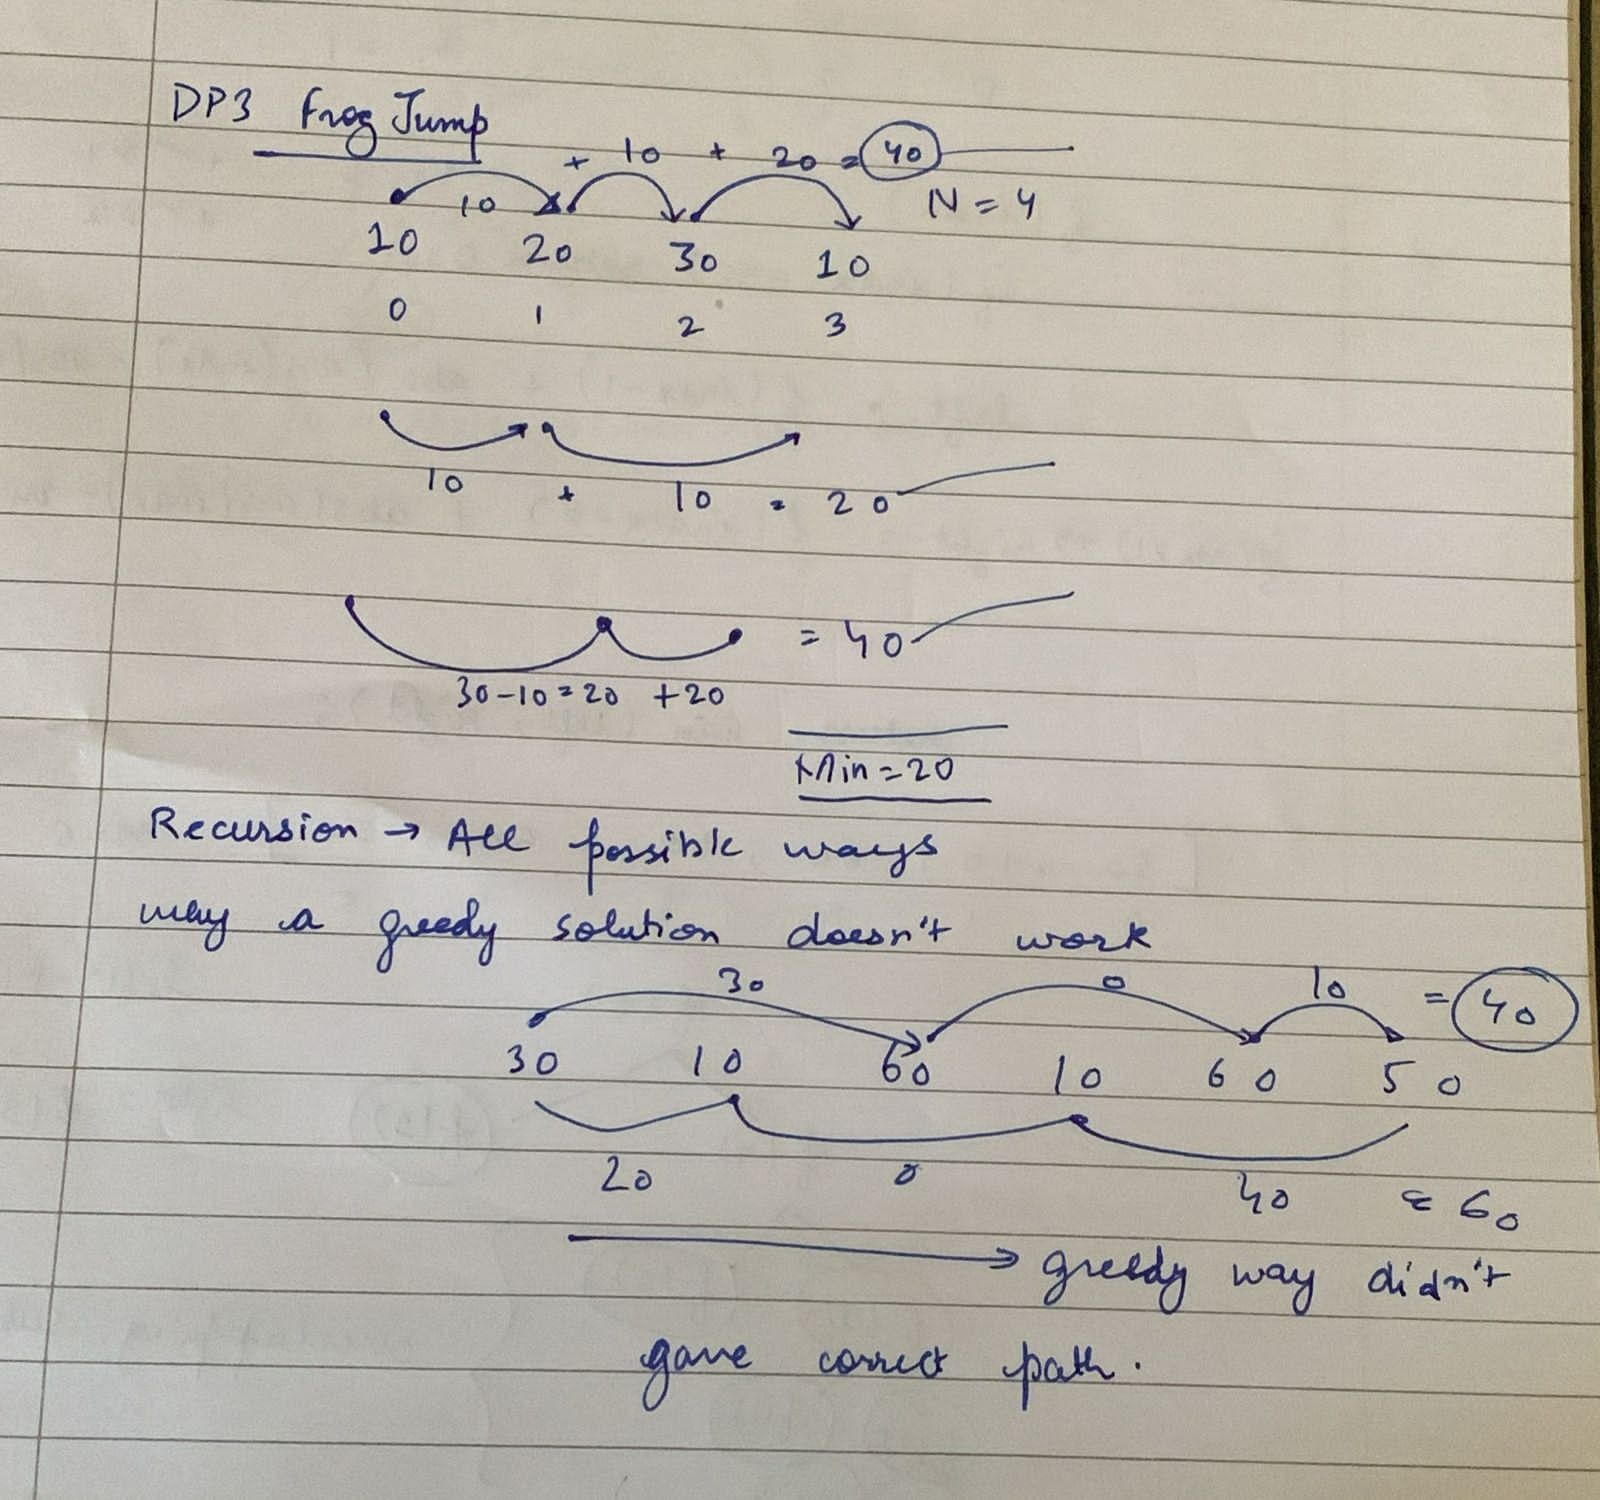 DP3 Frog Jump
+ 10 + 20 = 40
10
N = 4
10 20 30 10
0 1 2 3
10 + 10 = 20
= 40
30-10=20 +20
Min=20
Recursion → All possible ways
way a greedy solution doesn't work
30 0 10 = 40
30 10 60 10 60 50
20 0 40 = 60
→ greedy way didn't
gave correct path.